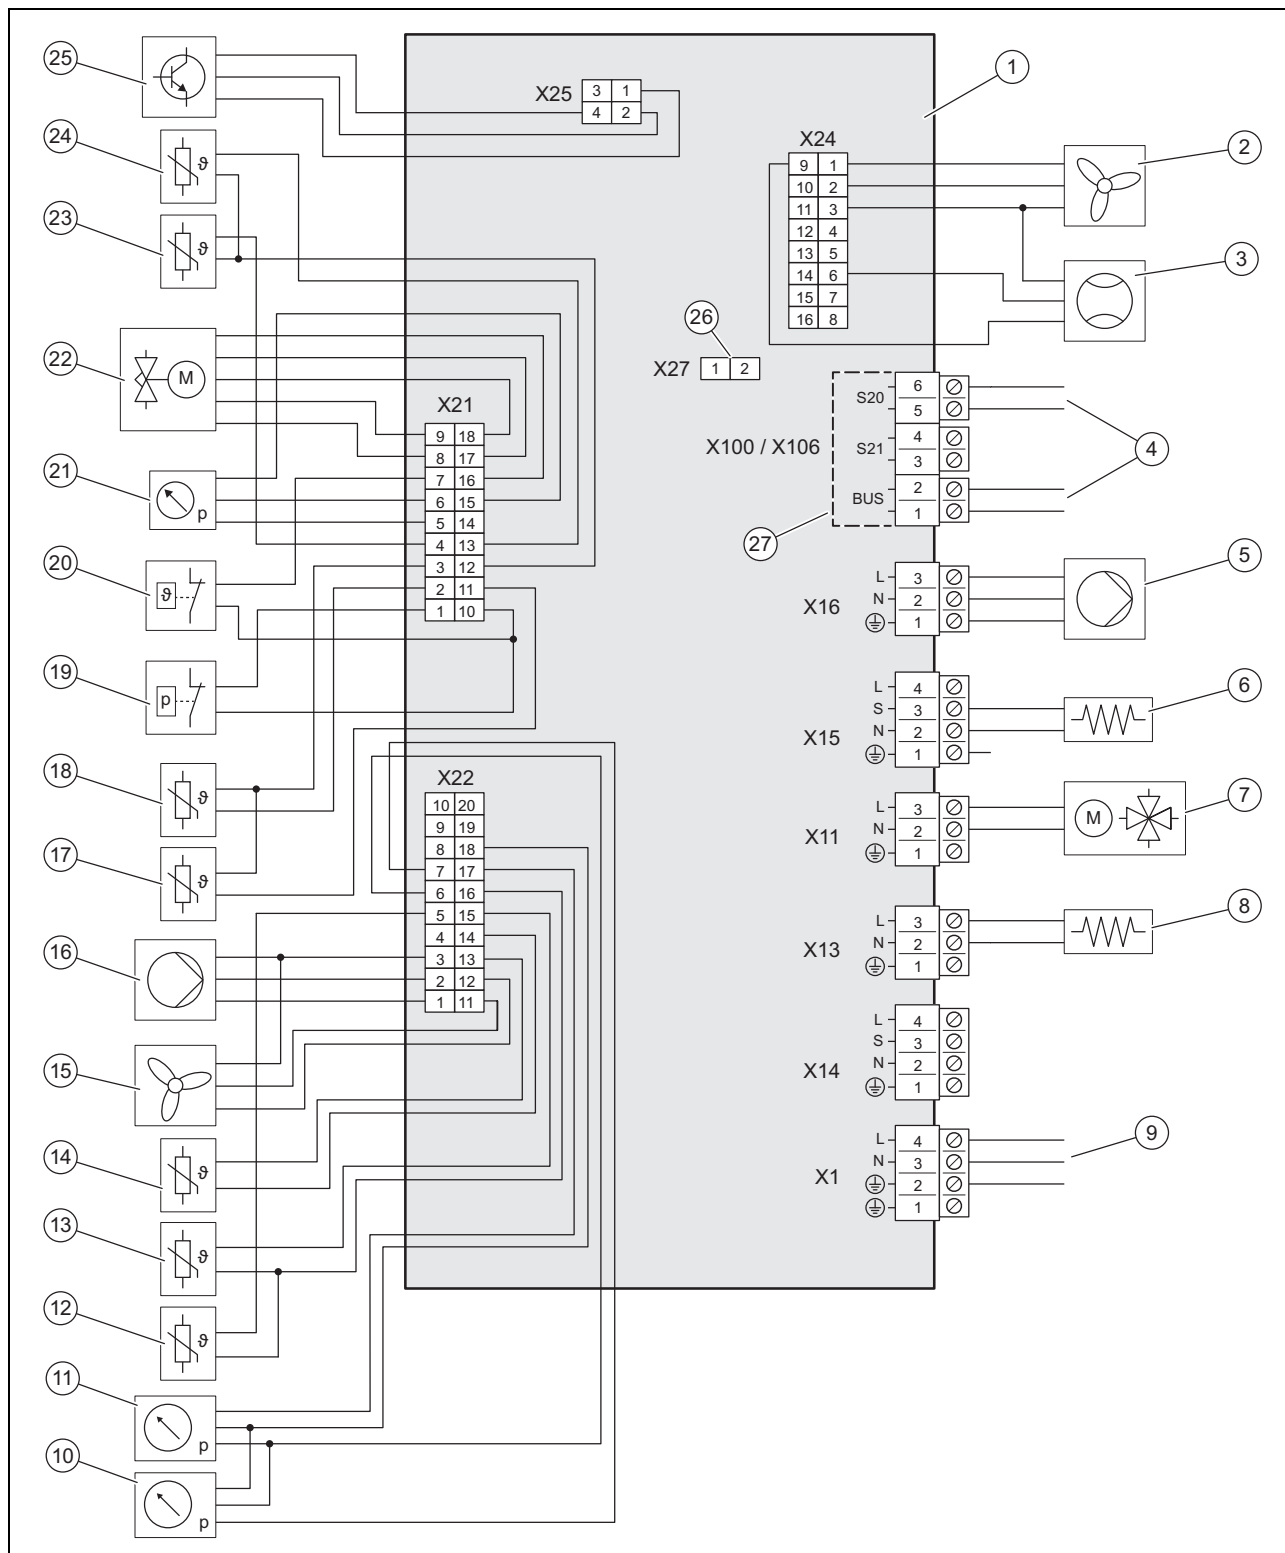 25
24
23
22
21
20
19
18
17
16
15
14
13
12
11
10
ϑ
ϑ
M
p
ϑ
p
ϑ
ϑ
ϑ
ϑ
ϑ
p
p
X25
3 1
4 2
X24
9 1
10 2
11 3
12 4
13 5
14 6
15 7
16 8
26
X27
1 2
X21
9 18
8 17
7 16
6 15
5 14
4 13
3 12
2 11
1 10
X22
10 20
9 19
8 18
7 17
6 16
5 15
4 14
3 13
2 12
1 11
X100 / X106
S20
6
5
S21
4
3
BUS
2
1
27
X16
L 3
N 2
1
X15
L 4
S 3
N 2
1
X11
L 3
N 2
1
M
X13
L 3
N 2
1
X14
L 4
S 3
N 2
1
X1
L 4
N 3
2
1
1
2
3
4
5
6
7
8
9